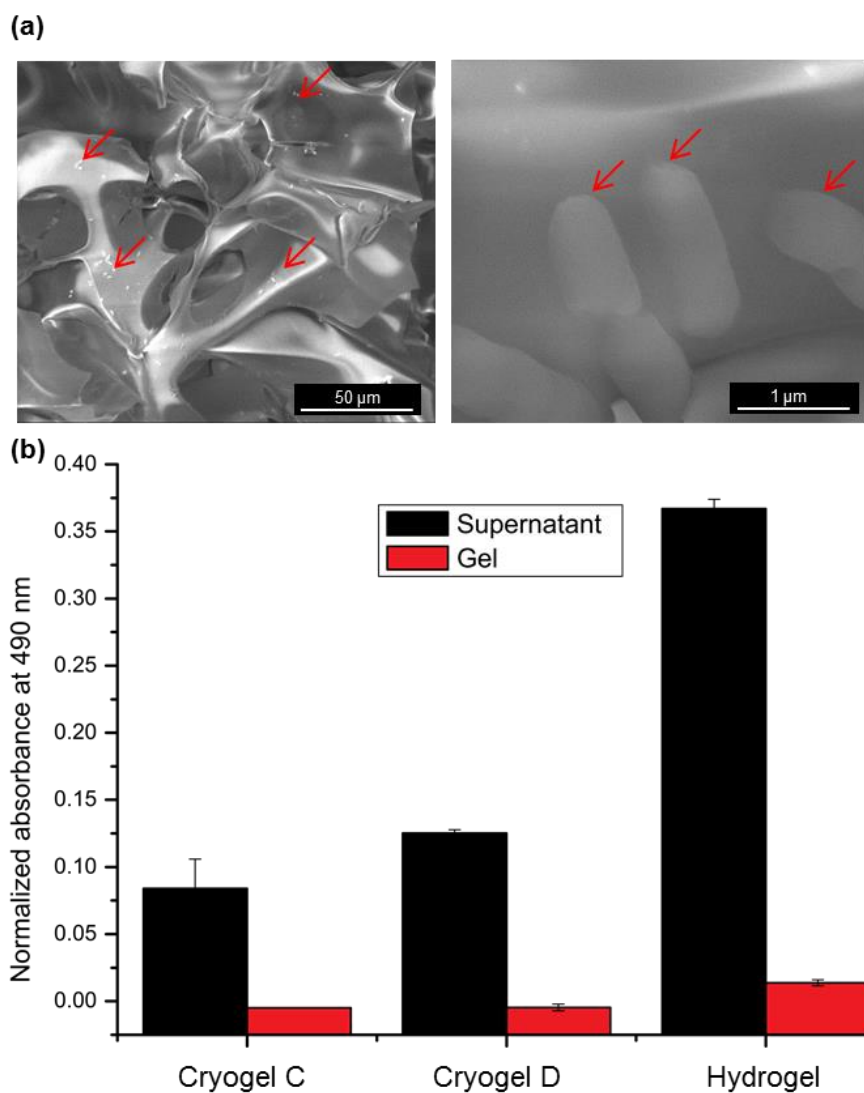 (a)
50 µm
1 µm
(b)
Normalized absorbance at 490 nm
0.40
0.35
0.30
0.25
0.20
0.15
0.10
0.05
0.00
Supernatant
Gel
Cryogel C
Cryogel D
Hydrogel